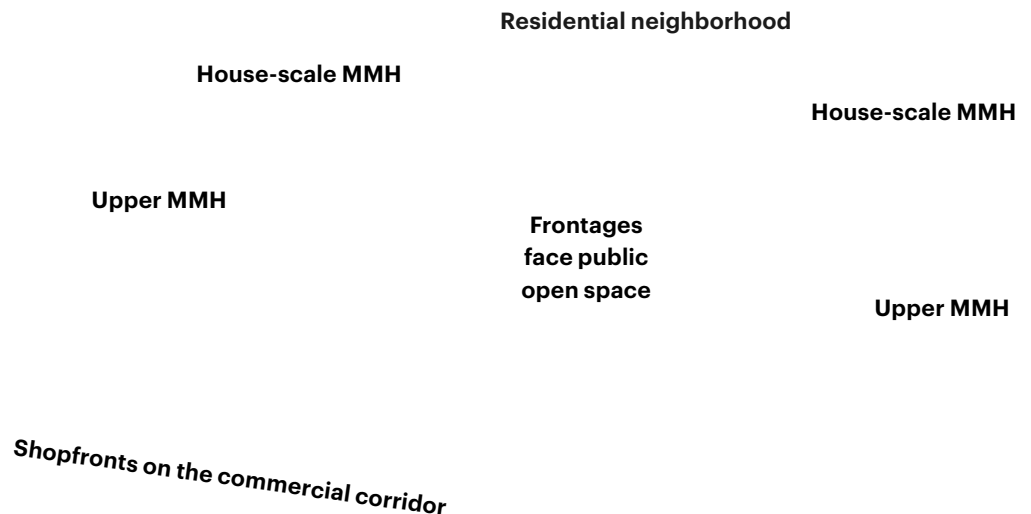 Residential neighborhood
House-scale MMH
House-scale MMH
Upper MMH
Frontages
face public
open space
Upper MMH
Shopfronts on the commercial corridor